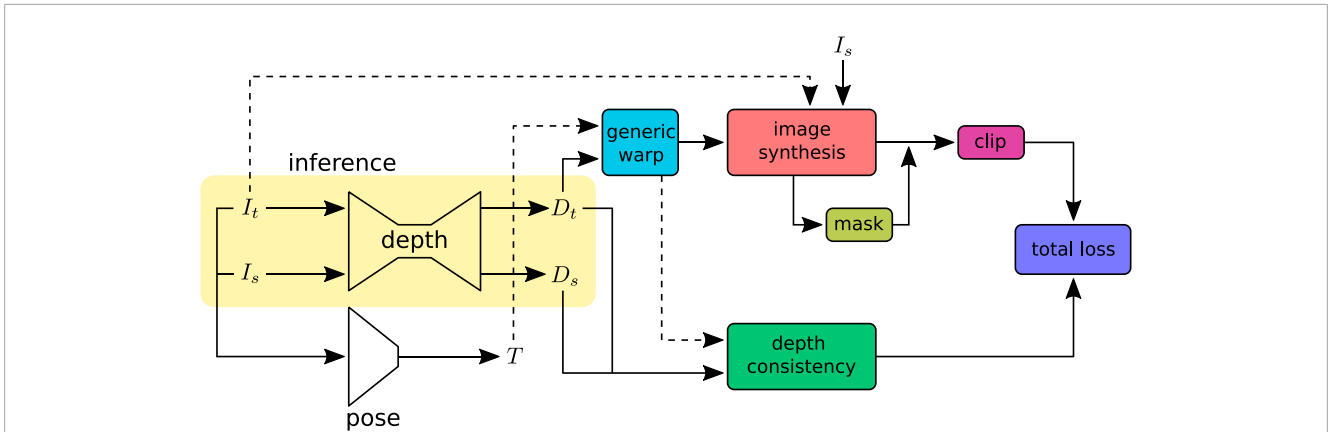 I_s
generic
warp
image
synthesis
clip
inference
I_t
depth
D_t
mask
total loss
I_s
D_s
T
depth
consistency
pose